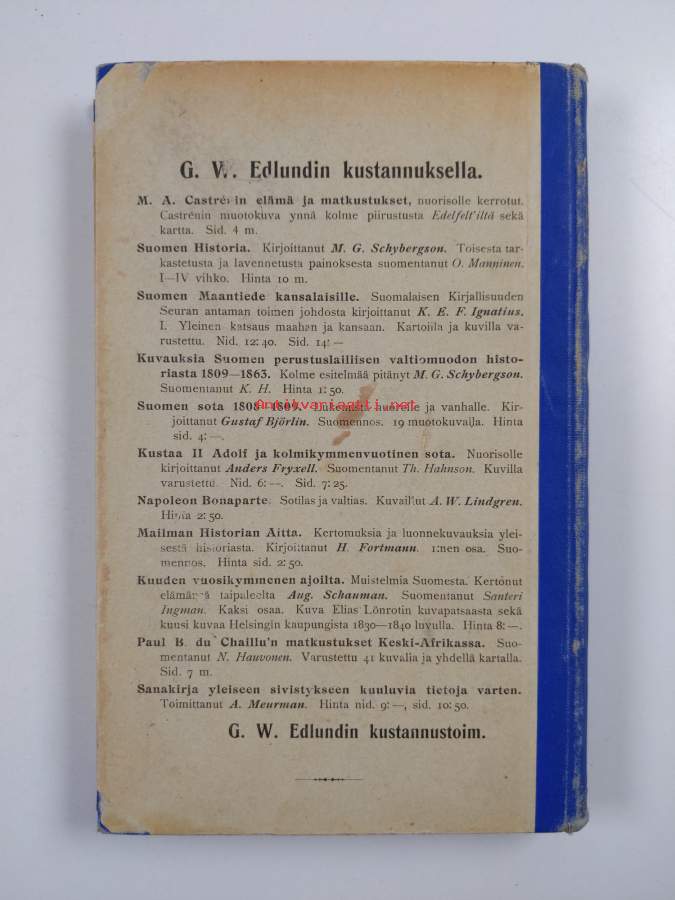 G. W. Edlundin kustannuksella.
M. A. Castrénin elämä ja matkustukset, nuorisolle kerrotut.
Castrénin muotokuva ynnä kolme piirustusta Edelfelt'iltä sekä
kartta. Sid. 4 m.
Suomen Historia. Kirjoittanut M. G. Schybergson. Toisesta tar-
kastetusta ja lavennetusta painoksesta suomentanut O. Manninen.
I—IV vihko. Hinta 10 m.
Suomen Maantiede kansalaisille. Suomalaisen Kirjallisuuden
Seuran antaman toimen johdosta kirjoittanut K. E. F. Ignatius.
I. Yleinen katsaus maahan ja kansaan. Kartoilla ja kuvilla va-
rustettu. Nid. 12: 40. Sid. 14: —
Kuvauksia Suomen perustuslaillisen valtiomuodon histo-
riasta 1809—1863. Kolme esitelmää pitänyt M. G. Schybergson.
Suomentanut K. H. Hinta 1: 50.
Suomen sota 1808—1809. Lukemista nuorille ja vanhalle. Kir-
joittanut Gustaf Björlin. Suomennos. 19 muotokuvalla. Hinta
sid. 4: —.
Antikvariaatti.net
Kustaa II Adolf ja kolmikymmenvuotinen sota. Nuorisolle
kirjoittanut Anders Fryxell. Suomentanut Th. Hahnson. Kuvilla
varustettu. Nid. 6: —. Sid. 7: 25.
Napoleon Bonaparte. Sotilas ja valtias. Kuvaillut A. W. Lindgren.
Hinta 2: 50.
Mailman Historian Aitta. Kertomuksia ja luonnekuvauksia ylei-
sestä historiasta. Kirjoittanut H. Fortmann. 1:nen osa. Suo-
mennos. Hinta sid. 2: 50.
Kuuden vuosikymmenen ajoilta. Muistelmia Suomesta. Kertonut
elämänsä taipaleelta Aug. Schauman. Suomentanut Santeri
Ingman. Kaksi osaa. Kuva Elias Lönrotin kuvapatsaasta sekä
kuusi kuvaa Helsingin kaupungista 1830—1840 luvulla. Hinta 8: —.
Paul B. du Chaillu'n matkustukset Keski-Afrikassa. Suo-
mentanut N. Hauvonen. Varustettu 41 kuvalla ja yhdellä kartalla.
Sid. 7 m.
Sanakirja yleiseen sivistykseen kuuluvia tietoja varten.
Toimittanut A. Meurman. Hinta nid. 9: —, sid. 10: 50.
G. W. Edlundin kustannustoim.